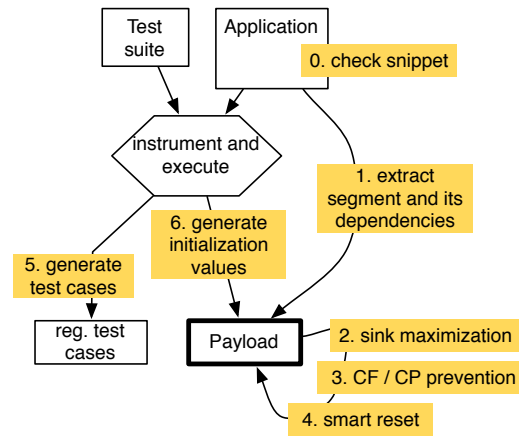 Test
suite
Application
0. check snippet
instrument and
execute
1. extract
segment and its
dependencies
6. generate
initialization
values
5. generate
test cases
reg. test
cases
Payload
2. sink maximization
3. CF / CP prevention
4. smart reset